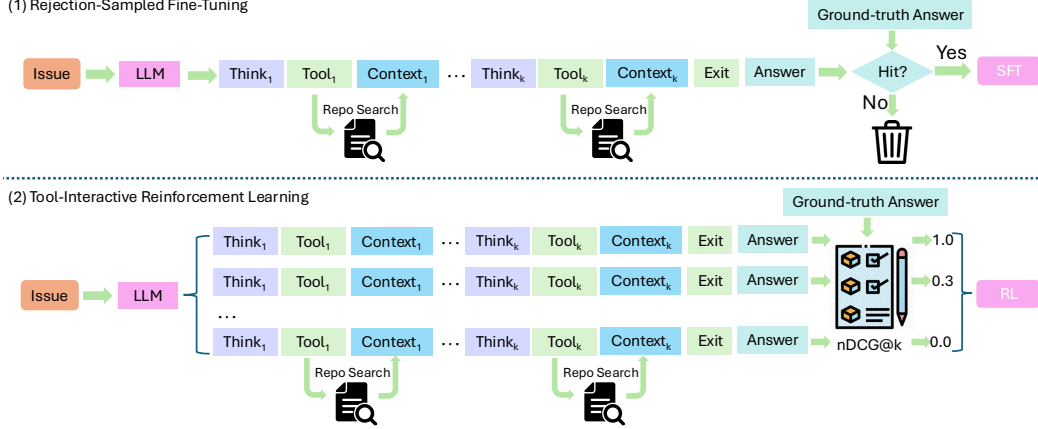 (1) Rejection-Sampled Fine-Tuning
Ground-truth Answer
Issue LLM Think₁ Tool₁ Context₁ ... Thinkₖ Toolₖ Contextₖ Exit Answer Hit? Yes SFT
Repo Search Repo Search
No
(2) Tool-Interactive Reinforcement Learning
Ground-truth Answer
Think₁ Tool₁ Context₁ ... Thinkₖ Toolₖ Contextₖ Exit Answer 1.0
Think₁ Tool₁ Context₁ ... Thinkₖ Toolₖ Contextₖ Exit Answer 0.3
Issue LLM RL
...
Think₁ Tool₁ Context₁ ... Thinkₖ Toolₖ Contextₖ Exit Answer nDCG@k 0.0
Repo Search Repo Search